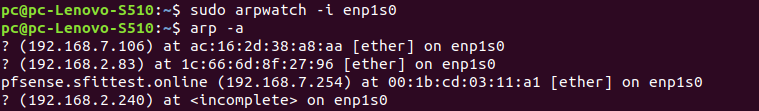 pc@pc-Lenovo-S510:~$ sudo arpwatch -i enp1s0
pc@pc-Lenovo-S510:~$ arp -a
? (192.168.7.106) at ac:16:2d:38:a8:aa [ether] on enp1s0
? (192.168.2.83) at 1c:66:6d:8f:27:96 [ether] on enp1s0
pfsense.sfittest.online (192.168.7.254) at 00:1b:cd:03:11:a1 [ether] on enp1s0
? (192.168.2.240) at <incomplete> on enp1s0